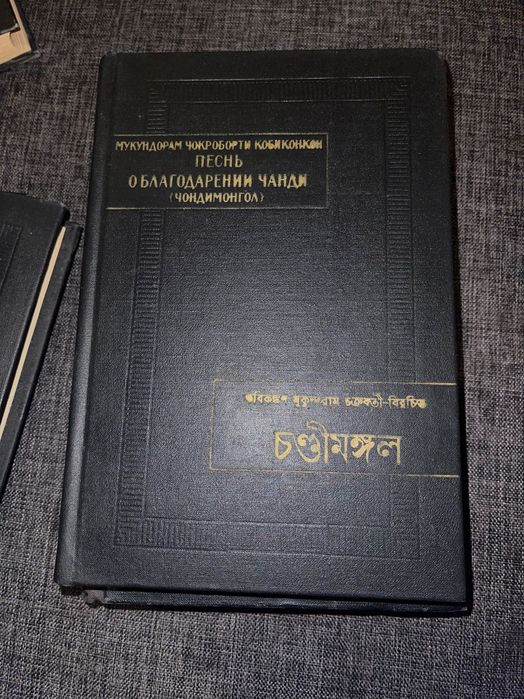 МУКУНДОРАМ ЧОКРОБОРТИ КОБИКОНКОН
ПЕСНЬ
О БЛАГОДАРЕНИИ ЧАНДИ
(ЧОНДИМОНГОЛ)
কবিকঙ্কণ মুকুন্দরাম চক্রবর্তী-বিরচিত
চণ্ডীমঙ্গল